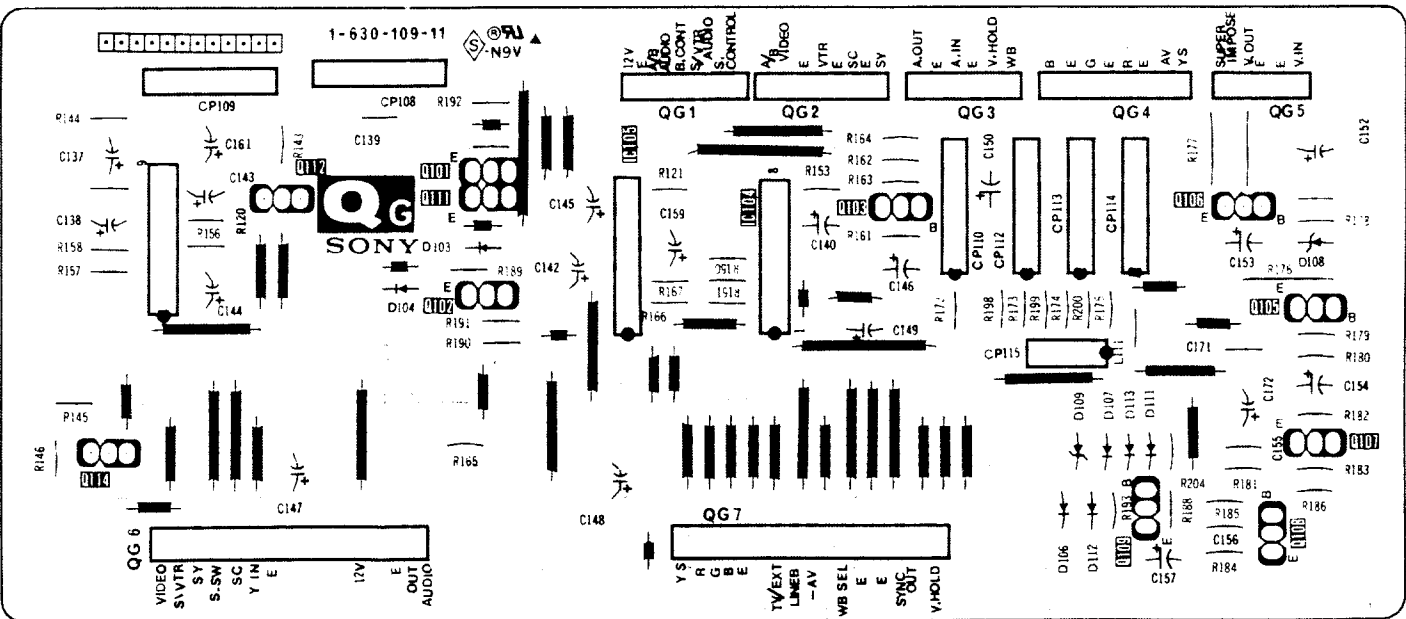 1-630-109-11
S
®
-N9V
CP109
CP108
R192
R144
C161
R143
C139
C137
9
Q112
E
Q101
C143
Q111
R120
E
QG
SONY
C138
R156
R158
R157
D103
R189
C144
D104
E
Q102
R191
R190
C145
C142
12V
E
A/B AUDIO
B.CONT
S/VTR AUDIO
S. CONTROL
A/B VIDEO
E
VTR
E
SC
E
SY
A.OUT
E
A.IN
E
V.HOLD
WB
B
E
G
E
R
E
AV
YS
SUPER IMPOSE
V.OUT
E
E
V.IN
QG1
QG2
QG3
QG4
QG5
IC105
R121
C159
R167
R166
R150
R151
IC104
8
R153
R164
R162
R163
Q103
B
C140
R161
C146
C149
C150
CP110
CP112
CP113
CP114
R198
R173
R199
R174
R200
R175
CP115
L111
R177
C152
Q106
E
B
C153
D108
R176
E
Q105
B
R179
R180
C171
C172
C154
R182
E
C155
Q107
R183
R145
R146
Q114
C147
R165
C148
D109
D107
D113
D111
R204
R181
R186
B
R193
R188
R185
C156
R184
Q109
E
C157
D106
D112
B
Q108
E
QG6
VIDEO
S\VTR
SY
S.SW
SC
Y IN
E
12V
E
OUT
AUDIO
QG7
YS
R
G
B
E
TV/EXT
LINEB
-AV
WB SEL
E
E
SYNC OUT
V.HOLD